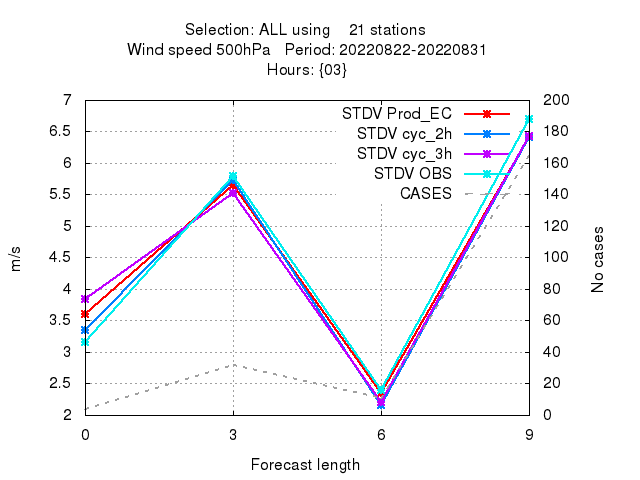 Selection: ALL using    21 stations
Wind speed 500hPa   Period: 20220822-20220831
Hours: {03}
STDV Prod_EC
STDV cyc_2h
STDV cyc_3h
STDV OBS
CASES
7
6.5
6
5.5
5
4.5
4
3.5
3
2.5
2
m/s
200
180
160
140
120
100
80
60
40
20
0
No cases
0 3 6 9
Forecast length